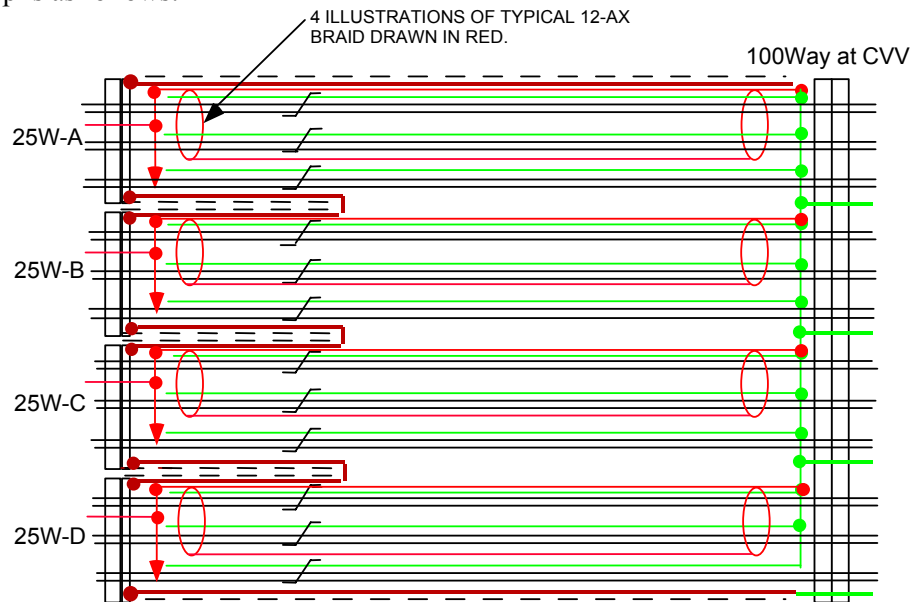 4 ILLUSTRATIONS OF TYPICAL 12-AX
BRAID DRAWN IN RED.
100Way at CVV
25W-A
25W-B
25W-C
25W-D